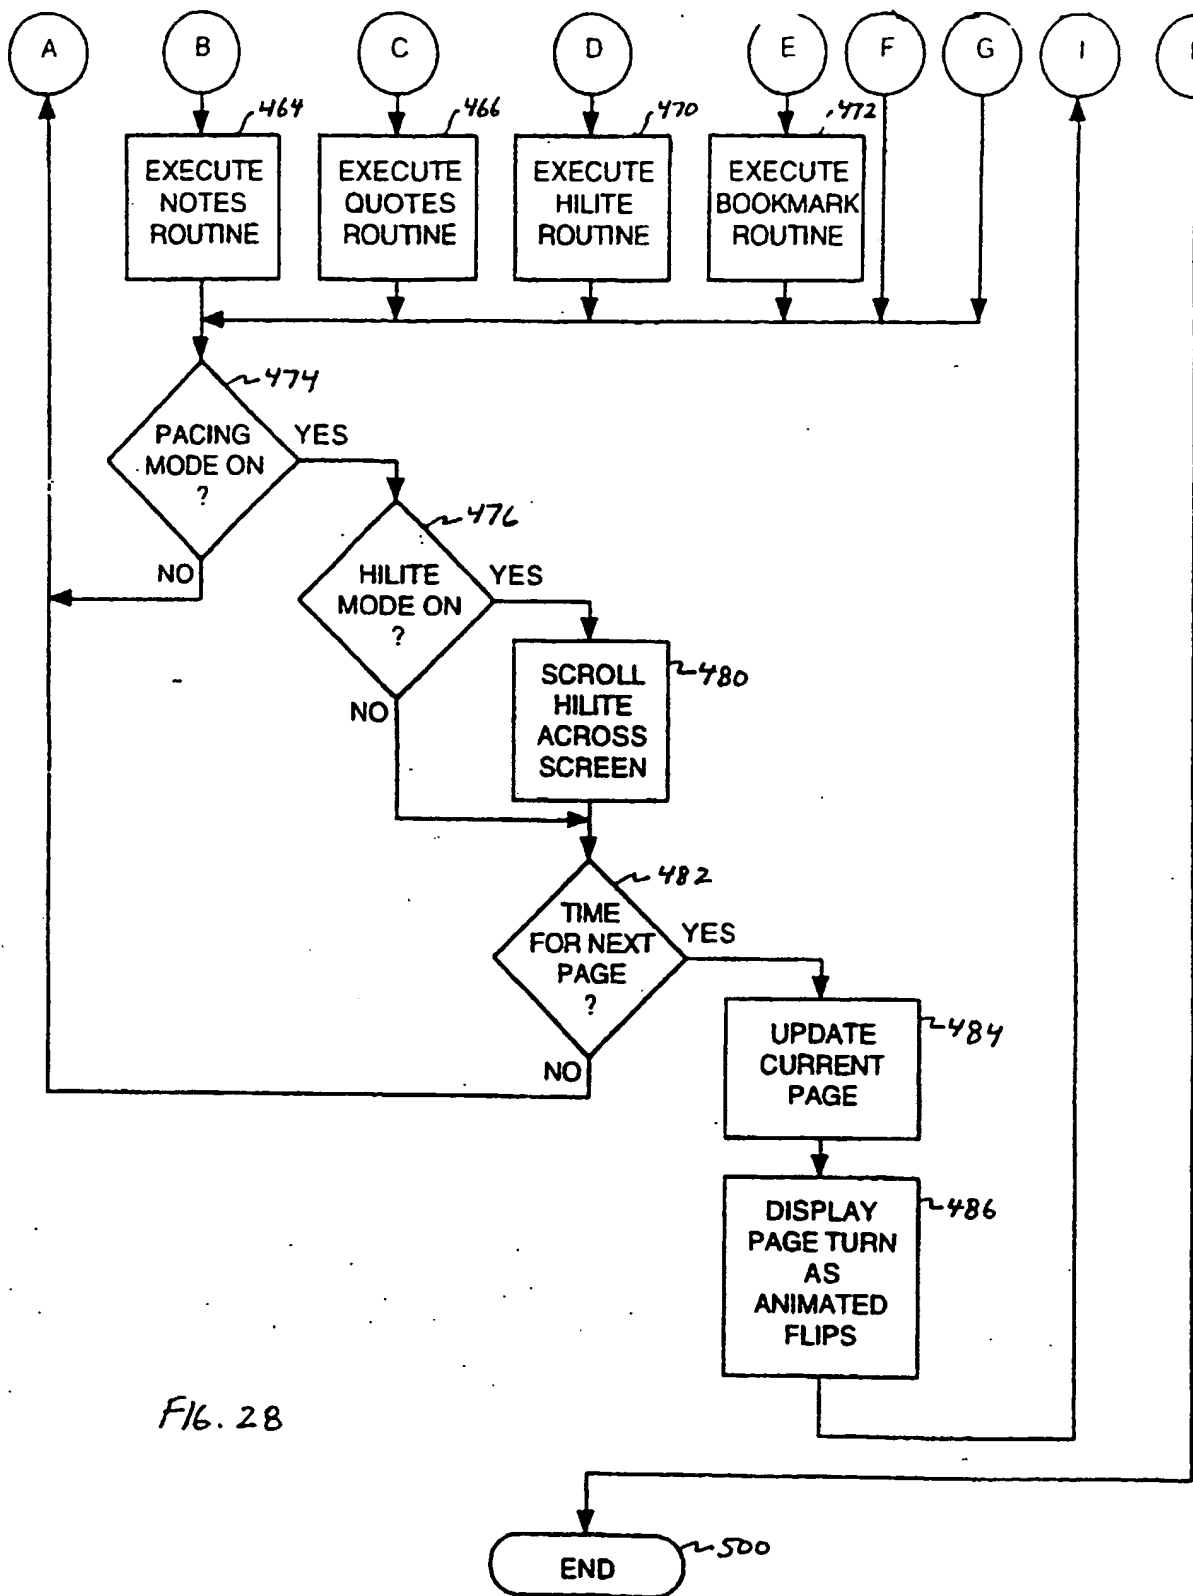 A B C D E F G I
464 466 470 472
EXECUTE
NOTES
ROUTINE
EXECUTE
QUOTES
ROUTINE
EXECUTE
HILITE
ROUTINE
EXECUTE
BOOKMARK
ROUTINE
474
PACING
MODE ON
?
YES
NO
476
HILITE
MODE ON
?
YES
NO
480
SCROLL
HILITE
ACROSS
SCREEN
482
TIME
FOR NEXT
PAGE
?
YES
NO
484
UPDATE
CURRENT
PAGE
486
DISPLAY
PAGE TURN
AS
ANIMATED
FLIPS
FIG. 28
500
END